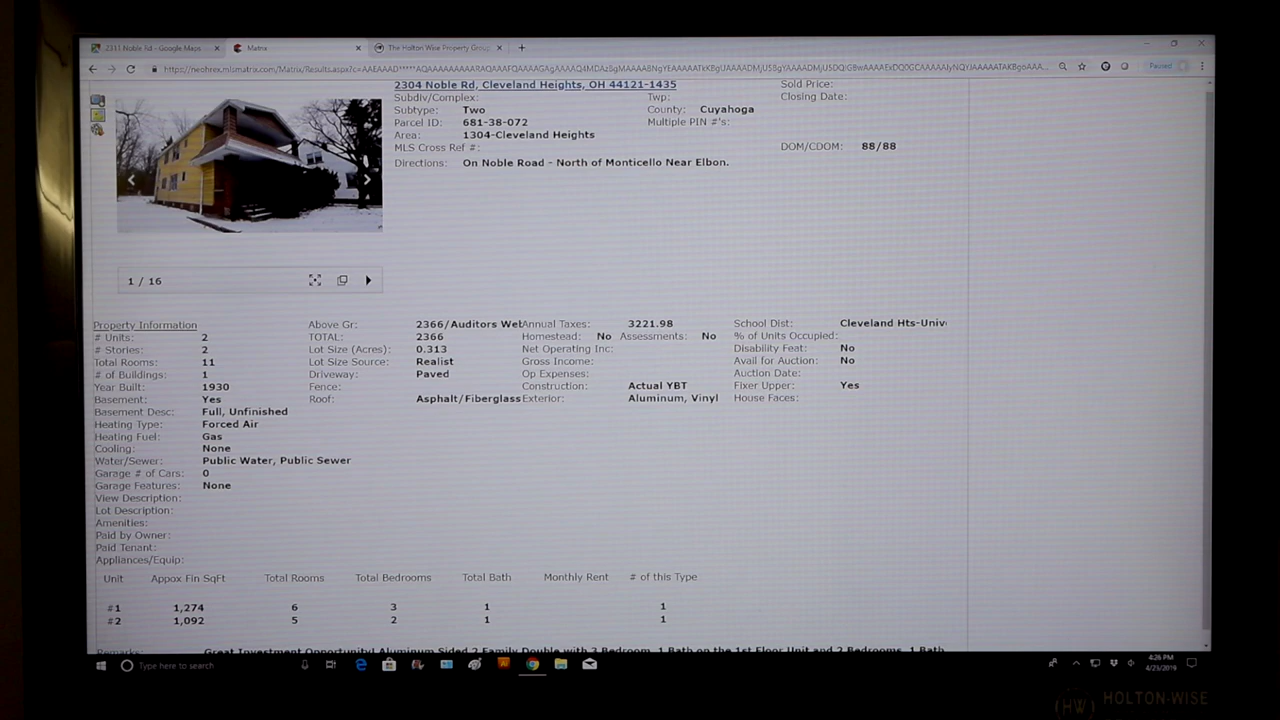 2311 Noble Rd - Google Maps
Matrix
The Holton Wise Property Group
Paused
2304 Noble Rd, Cleveland Heights, OH 44121-1435
Sold Price:
Subdiv/Complex:
Twp:
Closing Date:
Subtype: Two
County: Cuyahoga
Parcel ID: 681-38-072
Multiple PIN #'s:
Area: 1304-Cleveland Heights
MLS Cross Ref #:
DOM/CDOM: 88/88
Directions: On Noble Road - North of Monticello Near Elbon.
1 / 16
Property Information
Above Gr: 2366/Auditors Web
Annual Taxes: 3221.98
School Dist: Cleveland Hts-Univ
# Units: 2
TOTAL: 2366
Homestead: No Assessments: No
% of Units Occupied:
# Stories: 2
Lot Size (Acres): 0.313
Net Operating Inc:
Disability Feat: No
Total Rooms: 11
Lot Size Source: Realist
Gross Income:
Avail for Auction: No
# of Buildings: 1
Driveway: Paved
Op Expenses:
Auction Date:
Year Built: 1930
Fence:
Construction: Actual YBT
Fixer Upper: Yes
Basement: Yes
Roof: Asphalt/Fiberglass
Exterior: Aluminum, Vinyl
House Faces:
Basement Desc: Full, Unfinished
Heating Type: Forced Air
Heating Fuel: Gas
Cooling: None
Water/Sewer: Public Water, Public Sewer
Garage # of Cars: 0
Garage Features: None
View Description:
Lot Description:
Amenities:
Paid by Owner:
Paid Tenant:
Appliances/Equip:
Unit Appox Fin SqFt Total Rooms Total Bedrooms Total Bath Monthly Rent # of this Type
#1 1,274 6 3 1 1
#2 1,092 5 2 1 1
Remarks: Great Investment Opportunity! Aluminum Sided 2 Family Double with 3 Bedroom, 1 Bath on the 1st Floor Unit and 2 Bedrooms, 1 Bath
Type here to search
4:26 PM
4/23/2019
HW HOLTON-WISE